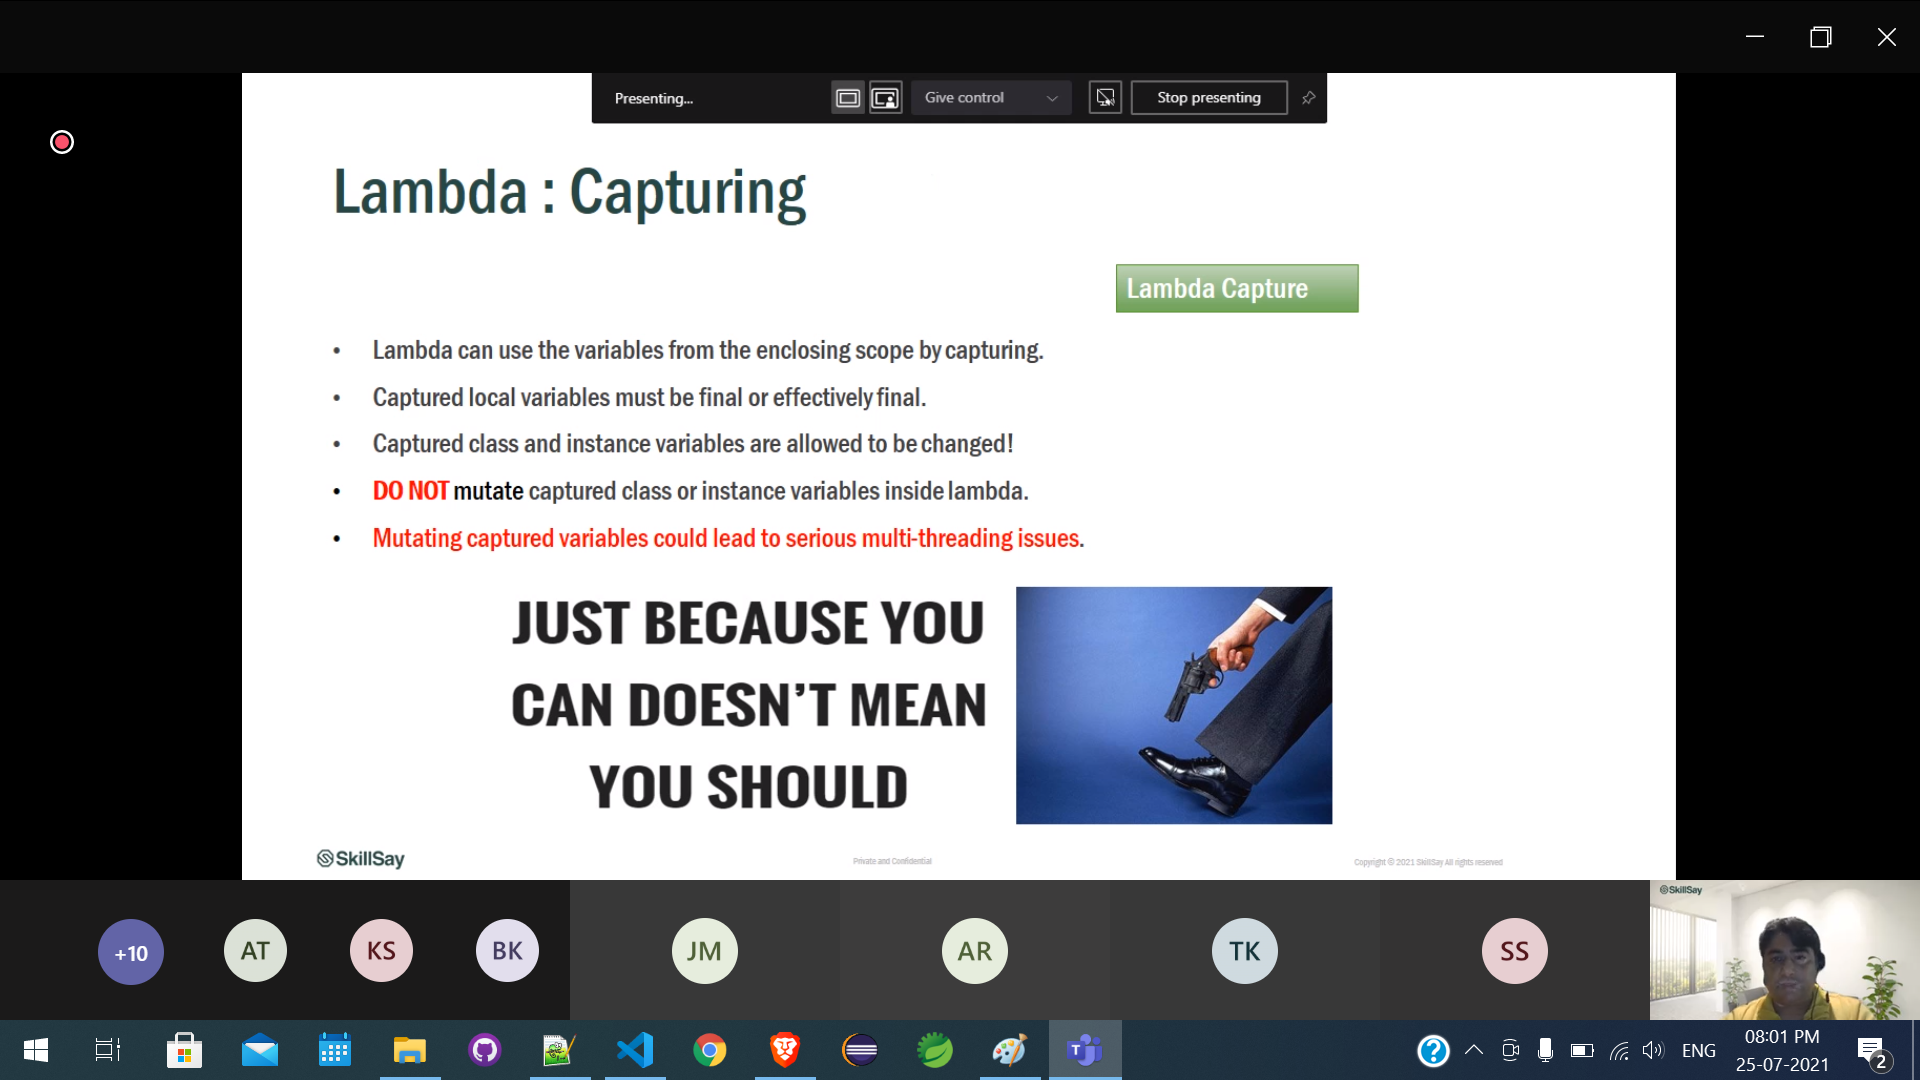 Presenting...
Give control
Stop presenting
Lambda : Capturing
Lambda Capture
• Lambda can use the variables from the enclosing scope by capturing.
• Captured local variables must be final or effectively final.
• Captured class and instance variables are allowed to be changed!
• DO NOT mutate captured class or instance variables inside lambda.
• Mutating captured variables could lead to serious multi-threading issues.
JUST BECAUSE YOU
CAN DOESN'T MEAN
YOU SHOULD
SkillSay
Private and Confidential
Copyright © 2021 SkillSay All rights reserved
SkillSay
+10
AT
KS
BK
JM
AR
TK
SS
ENG
08:01 PM
25-07-2021
2